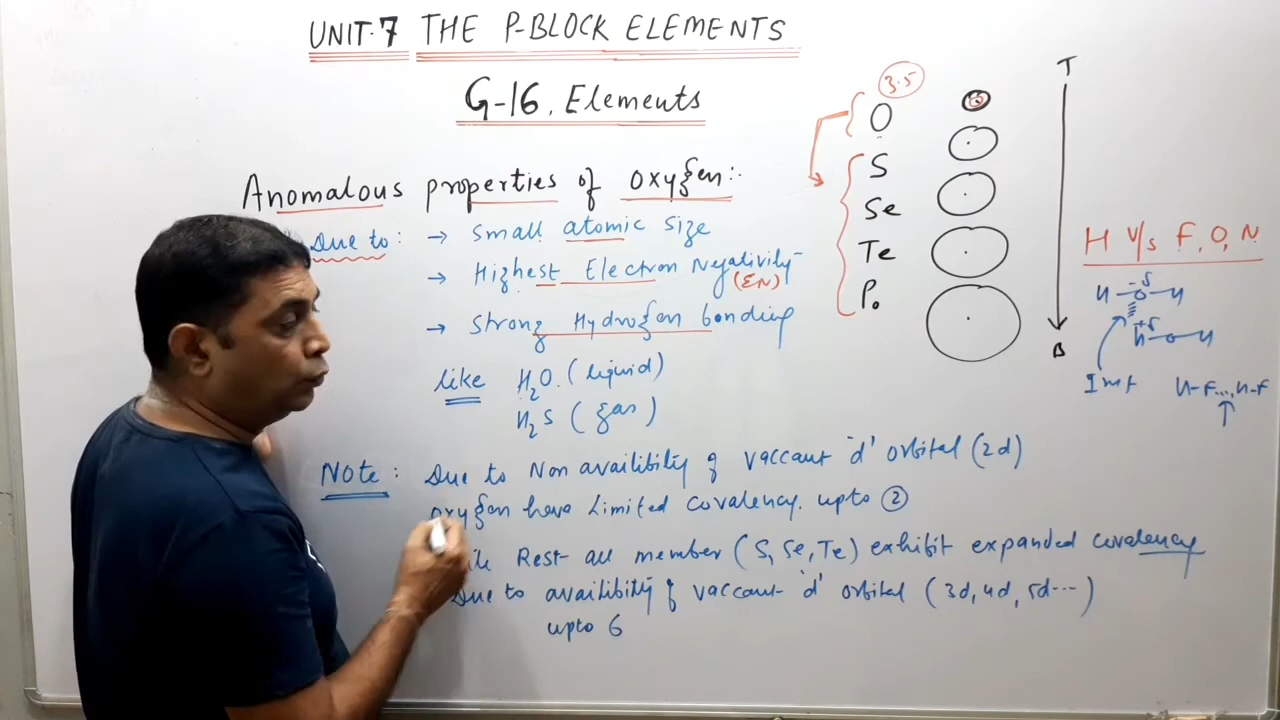 UNIT.7 THE P-BLOCK ELEMENTS
G-16. Elements
Anomalous properties of oxygen:.
Due to: → Small atomic size
→ Highest Electron Negativity
(EN)
→ Strong Hydrogen bonding
like H2O. (liquid)
H2S (gas)
Note: Due to Non availibity of vaccant 'd' orbital (2d)
oxygen have Limited covalency. upto 2
Rest all member (S, Se, Te) exhibit expanded covalency
Due to availibity of vaccant 'd' orbital (3d, 4d, 5d---)
upto 6
3.5
O
S
Se
Te
Po
T
B
H V/s F, O, N
H-O-H
H-O-H
H-F...H-F